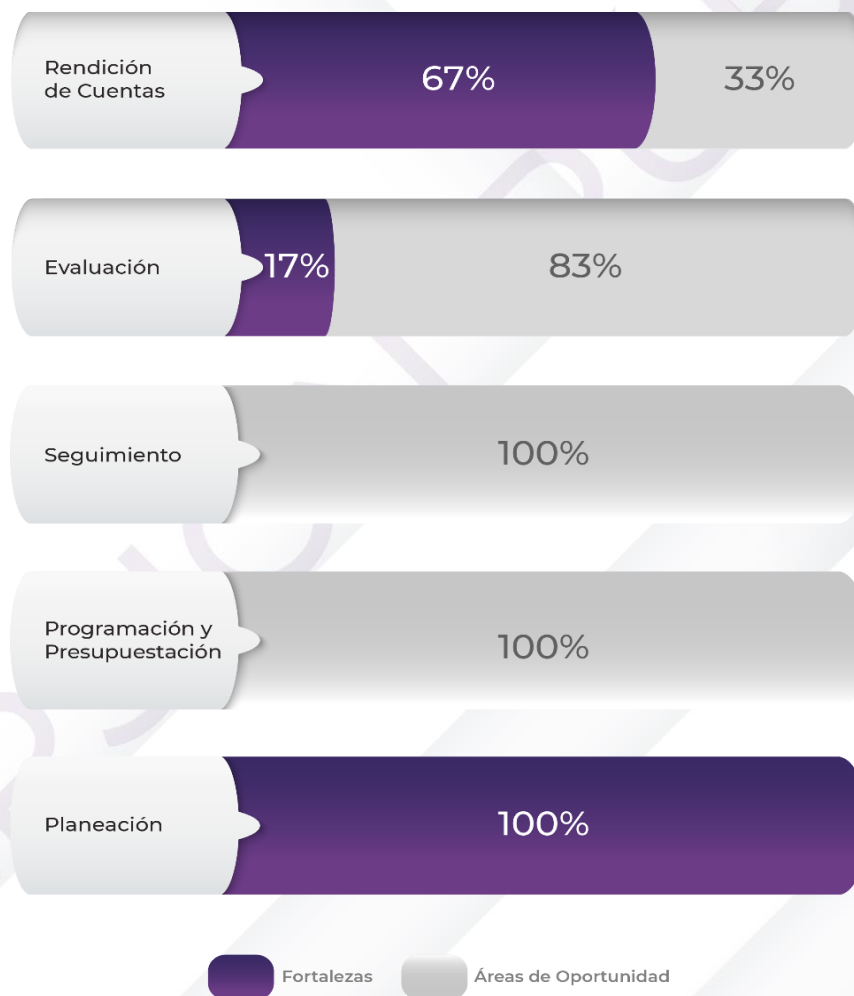 Rendición
de Cuentas
67%
33%
Evaluación
17%
83%
Seguimiento
100%
Programación y
Presupuestación
100%
Planeación
100%
Fortalezas
Áreas de Oportunidad